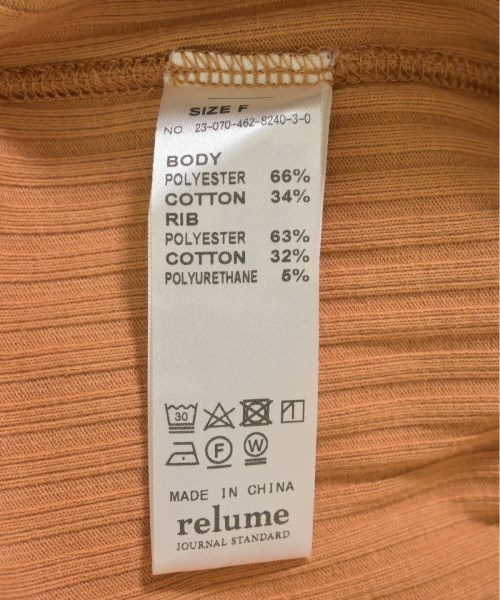 SIZE F
NO. 23-070-462-8240-3-0
BODY
POLYESTER 66%
COTTON 34%
RIB
POLYESTER 63%
COTTON 32%
POLYURETHANE 5%
30
F W
MADE IN CHINA
relume
JOURNAL STANDARD